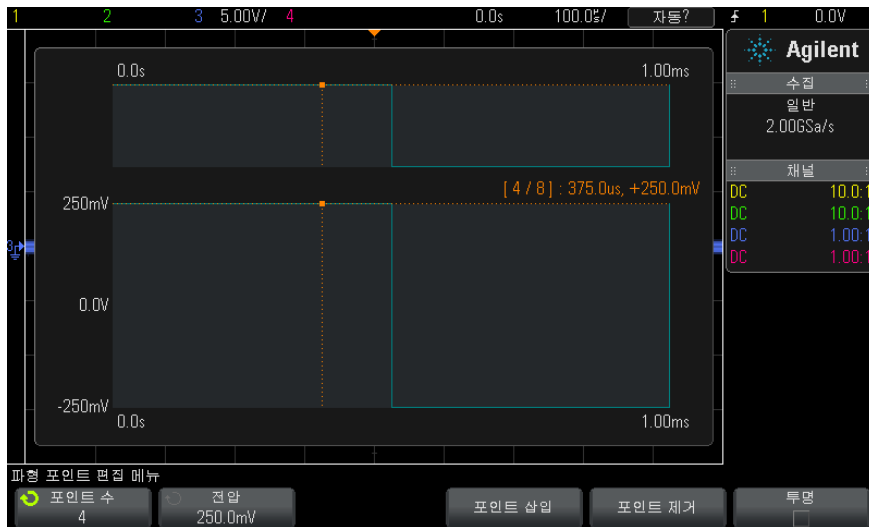 1 2 3 5.00V/ 4 0.0s 100.0㎲/ 자동? 1 0.0V
Agilent
수집
일반
2.00GSa/s
채널
DC 10.0:1
DC 10.0:1
DC 1.00:1
DC 1.00:1
0.0s 1.00ms
[ 4 / 8 ] : 375.0us, +250.0mV
250mV
3
0.0V
-250mV
0.0s 1.00ms
파형 포인트 편집 메뉴
포인트 수
4
전압
250.0mV
포인트 삽입
포인트 제거
투명